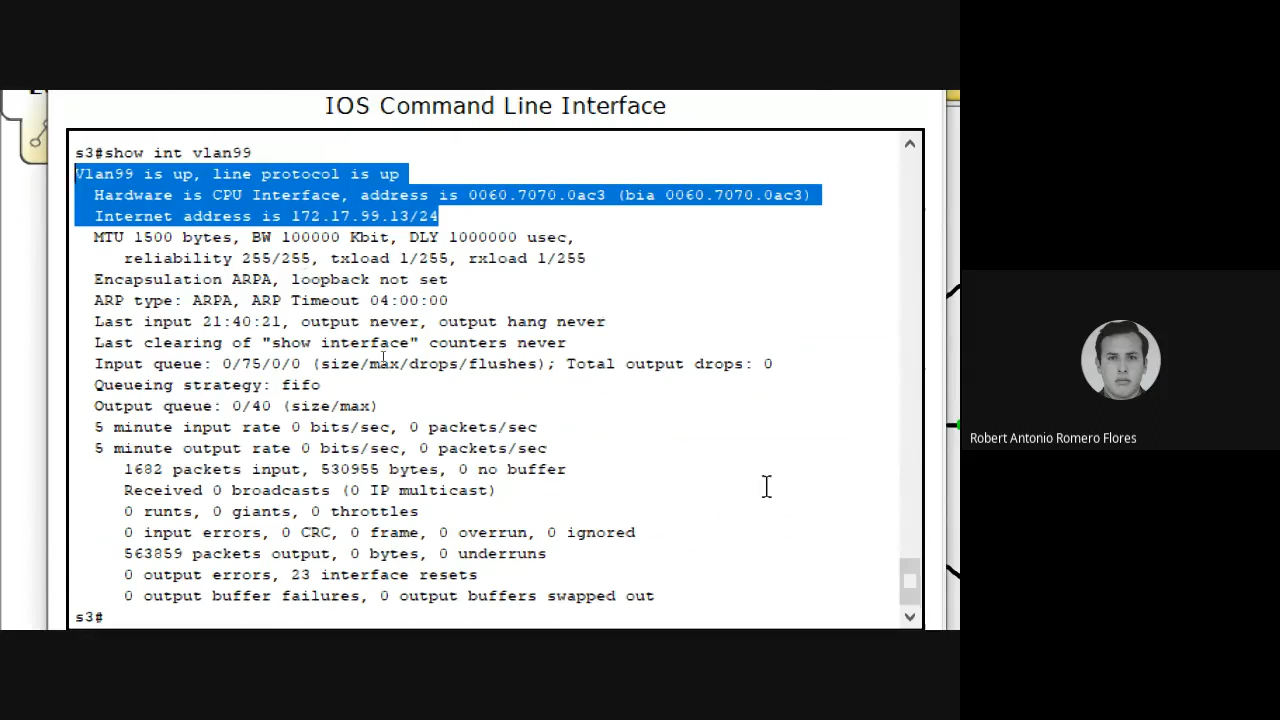 IOS Command Line Interface
s3#show int vlan99
Vlan99 is up, line protocol is up
Hardware is CPU Interface, address is 0060.7070.0ac3 (bia 0060.7070.0ac3)
Internet address is 172.17.99.13/24
MTU 1500 bytes, BW 100000 Kbit, DLY 1000000 usec,
reliability 255/255, txload 1/255, rxload 1/255
Encapsulation ARPA, loopback not set
ARP type: ARPA, ARP Timeout 04:00:00
Last input 21:40:21, output never, output hang never
Last clearing of "show interface" counters never
Input queue: 0/75/0/0 (size/max/drops/flushes); Total output drops: 0
Queueing strategy: fifo
Output queue: 0/40 (size/max)
5 minute input rate 0 bits/sec, 0 packets/sec
5 minute output rate 0 bits/sec, 0 packets/sec
1682 packets input, 530955 bytes, 0 no buffer
Received 0 broadcasts (0 IP multicast)
0 runts, 0 giants, 0 throttles
0 input errors, 0 CRC, 0 frame, 0 overrun, 0 ignored
563859 packets output, 0 bytes, 0 underruns
0 output errors, 23 interface resets
0 output buffer failures, 0 output buffers swapped out
s3#
Robert Antonio Romero Flores